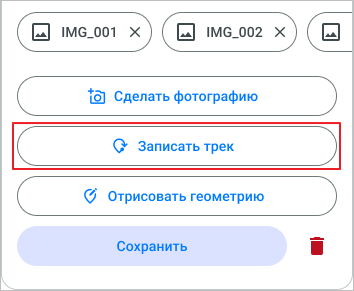 IMG_001 IMG_002
Сделать фотографию
Записать трек
Отрисовать геометрию
Сохранить